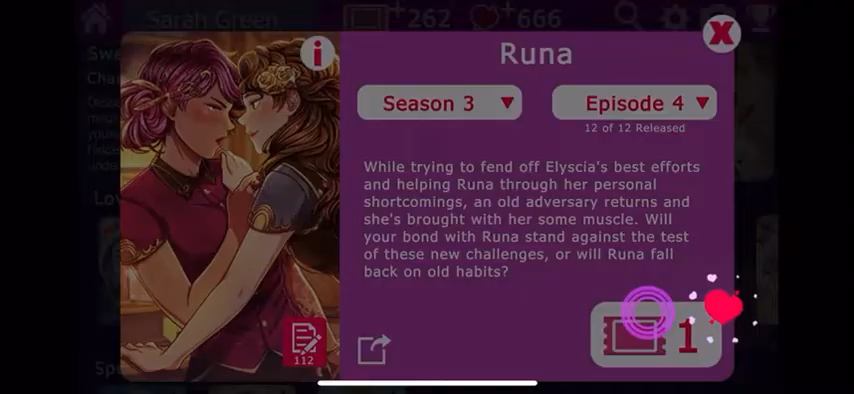 Sarah Green
+262
+666
i
X
Runa
Season 3
Episode 4
12 of 12 Released
While trying to fend off Elyscia's best efforts
and helping Runa through her personal
shortcomings, an old adversary returns and
she's brought with her some muscle. Will
your bond with Runa stand against the test
of these new challenges, or will Runa fall
back on old habits?
112
1